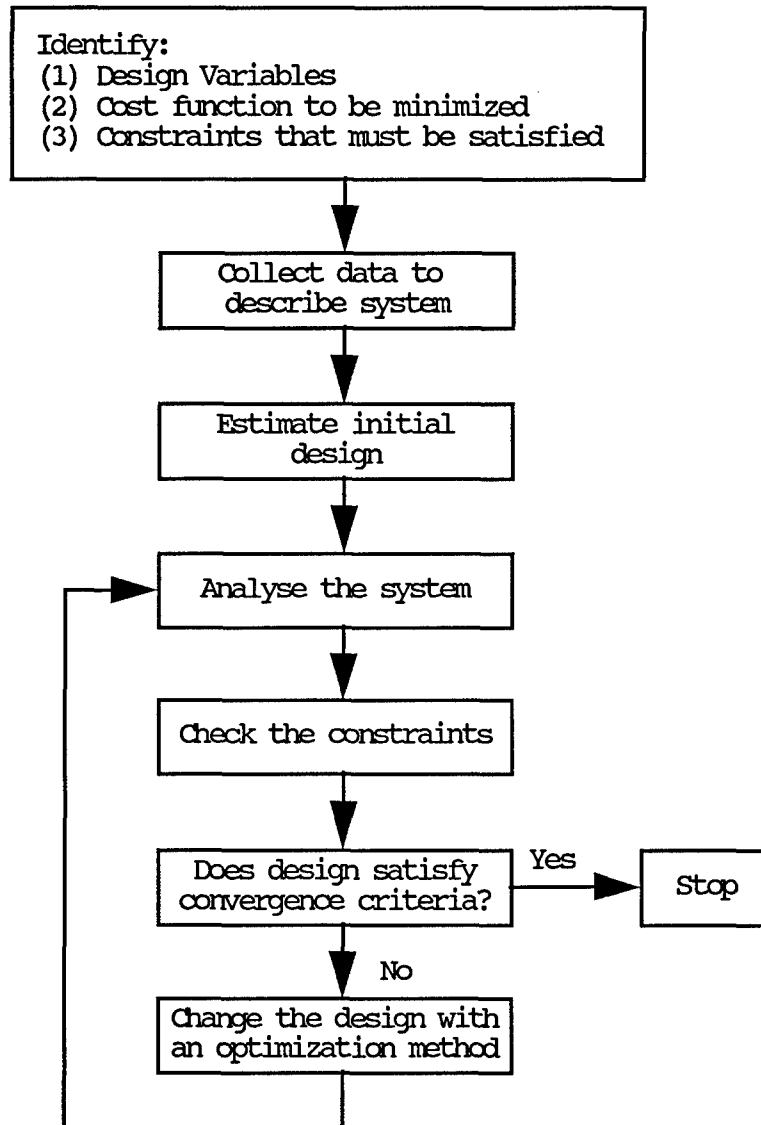 Identify:
(1) Design Variables
(2) Cost function to be minimized
(3) Constraints that must be satisfied
Collect data to
describe system
Estimate initial
design
Analyse the system
Check the constraints
Does design satisfy
convergence criteria?
Yes
Stop
No
Change the design with
an optimization method